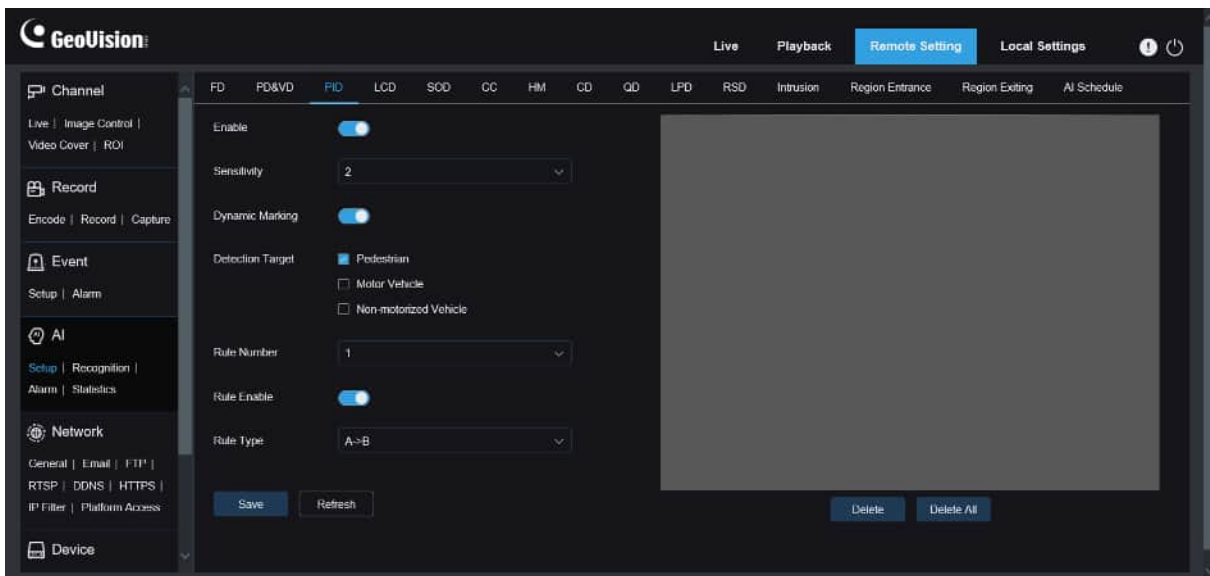 GeoVision
Live Playback Remote Setting Local Settings
Channel
Live | Image Control |
Video Cover | ROI
Record
Encode | Record | Capture
Event
Setup | Alarm
AI
Setup | Recognition |
Alarm | Statistics
Network
General | Email | FTP |
RTSP | DDNS | HTTPS |
IP Filter | Platform Access
Device
FD PD&VD PID LCD SOD CC HM CD QD LPD RSD Intrusion Region Entrance Region Exiting AI Schedule
Enable
Sensitivity 2
Dynamic Marking
Detection Target Pedestrian
Motor Vehicle
Non-motorized Vehicle
Rule Number 1
Rule Enable
Rule Type A->B
Save Refresh
Delete Delete All